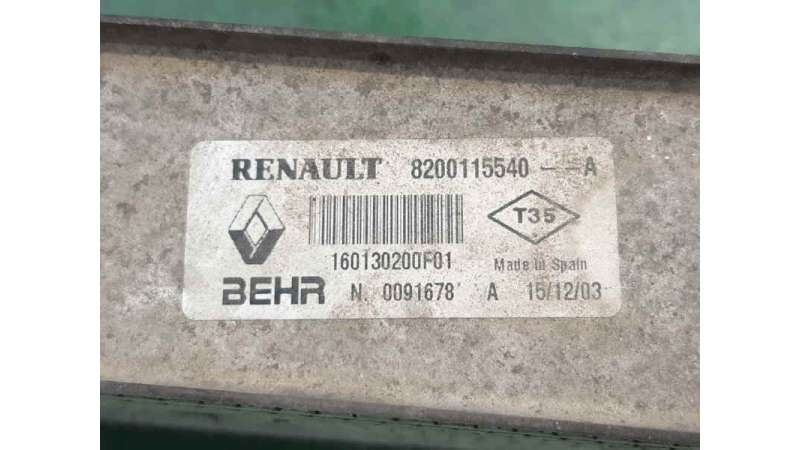 RENAULT 8200115540--A
T35
160130200F01 Made in Spain
BEHR N. 0091678 A 15/12/03